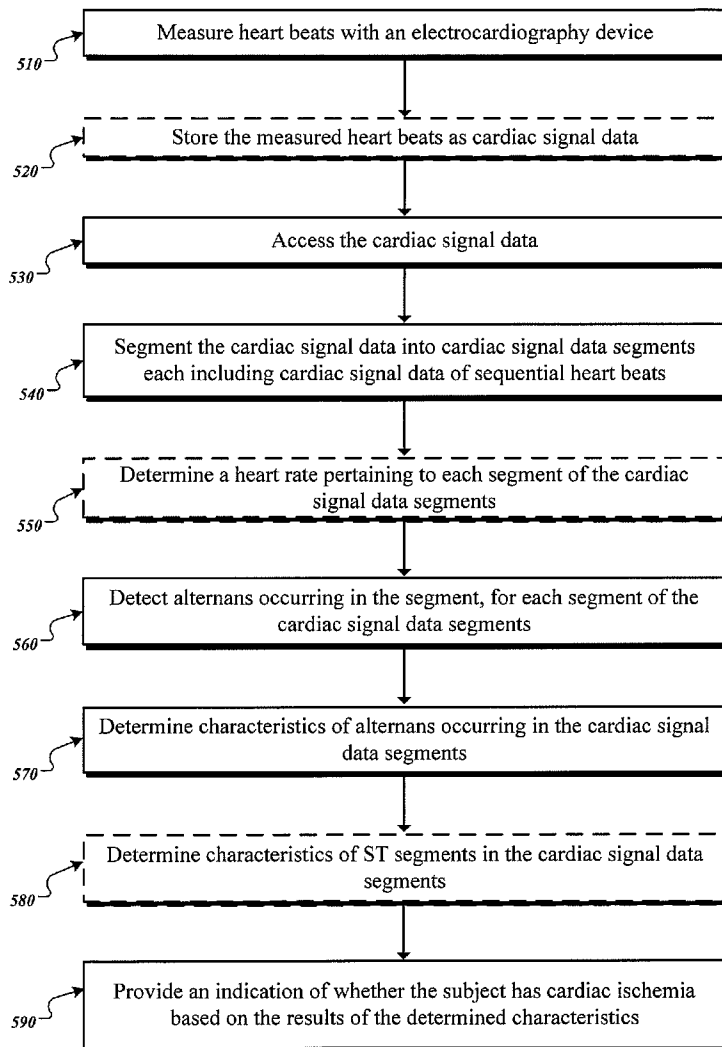 Measure heart beats with an electrocardiography device
510
Store the measured heart beats as cardiac signal data
520
Access the cardiac signal data
530
Segment the cardiac signal data into cardiac signal data segments
each including cardiac signal data of sequential heart beats
540
Determine a heart rate pertaining to each segment of the cardiac
signal data segments
550
Detect alternans occurring in the segment, for each segment of the
cardiac signal data segments
560
Determine characteristics of alternans occurring in the cardiac signal
data segments
570
Determine characteristics of ST segments in the cardiac signal data
segments
580
Provide an indication of whether the subject has cardiac ischemia
based on the results of the determined characteristics
590